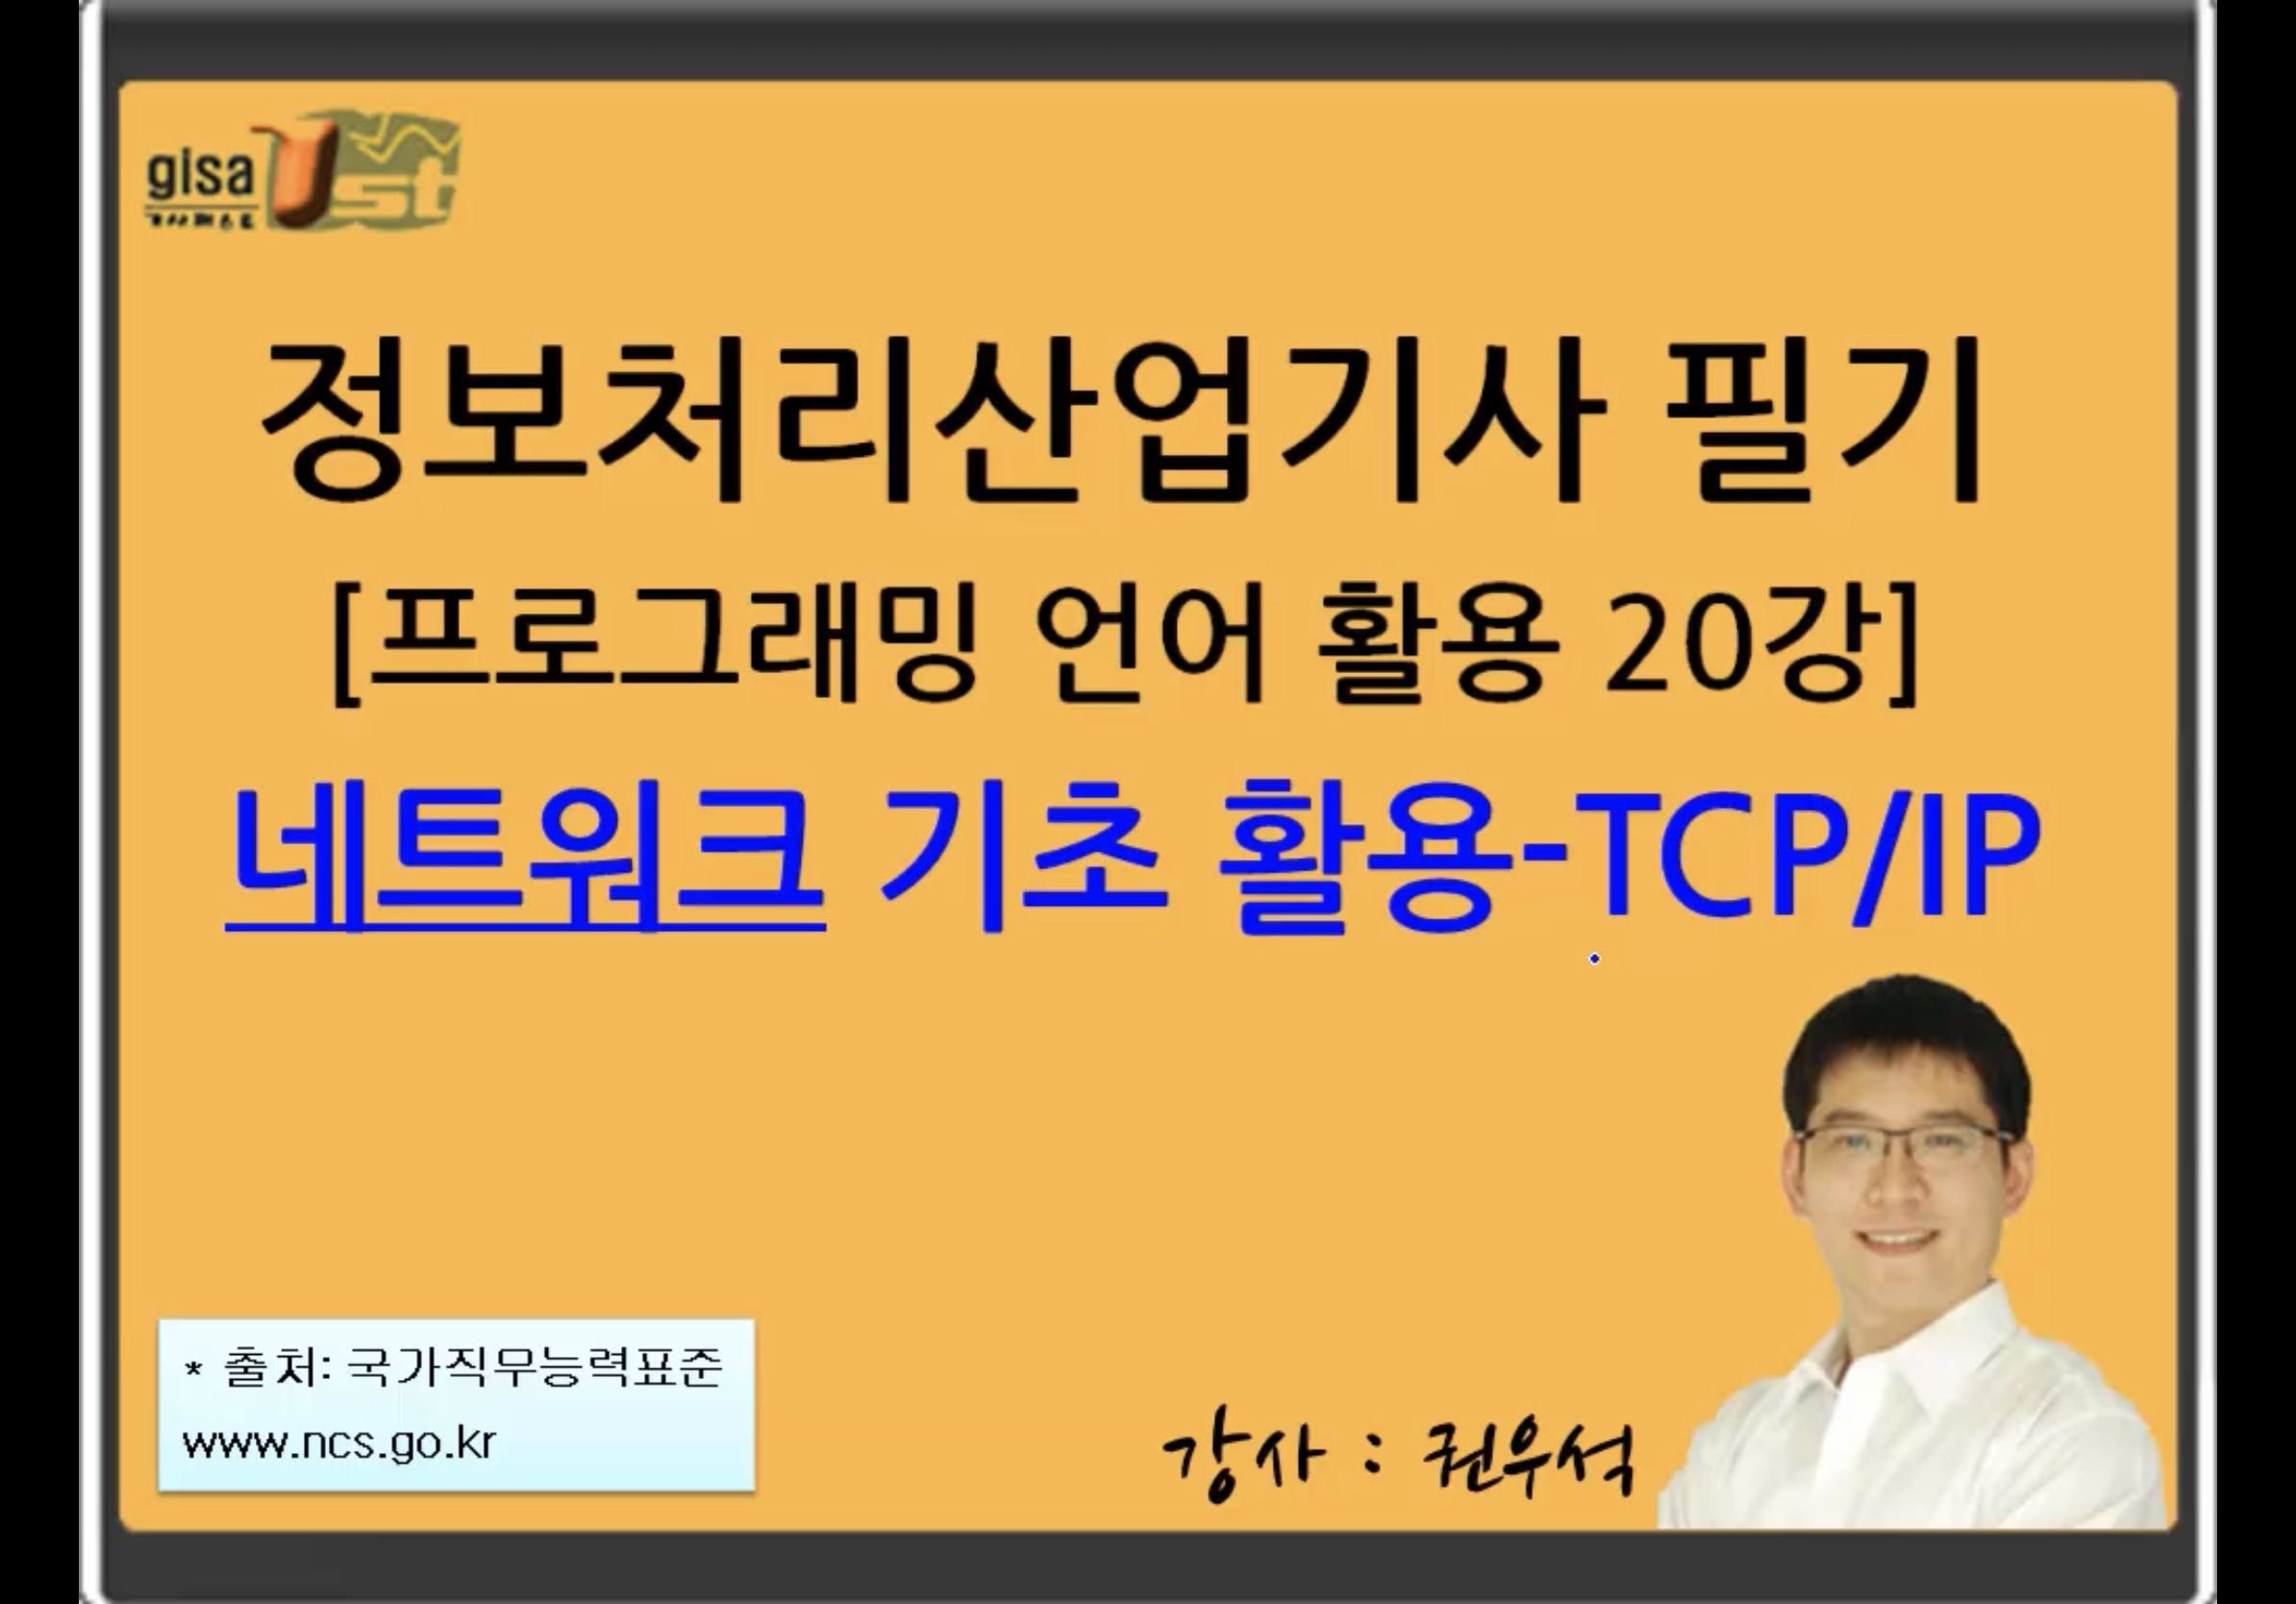 gisa
st
정보처리산업기사 필기
[프로그래밍 언어 활용 20강]
네트워크 기초 활용-TCP/IP
* 출처: 국가직무능력표준
www.ncs.go.kr
강사 : 권우석